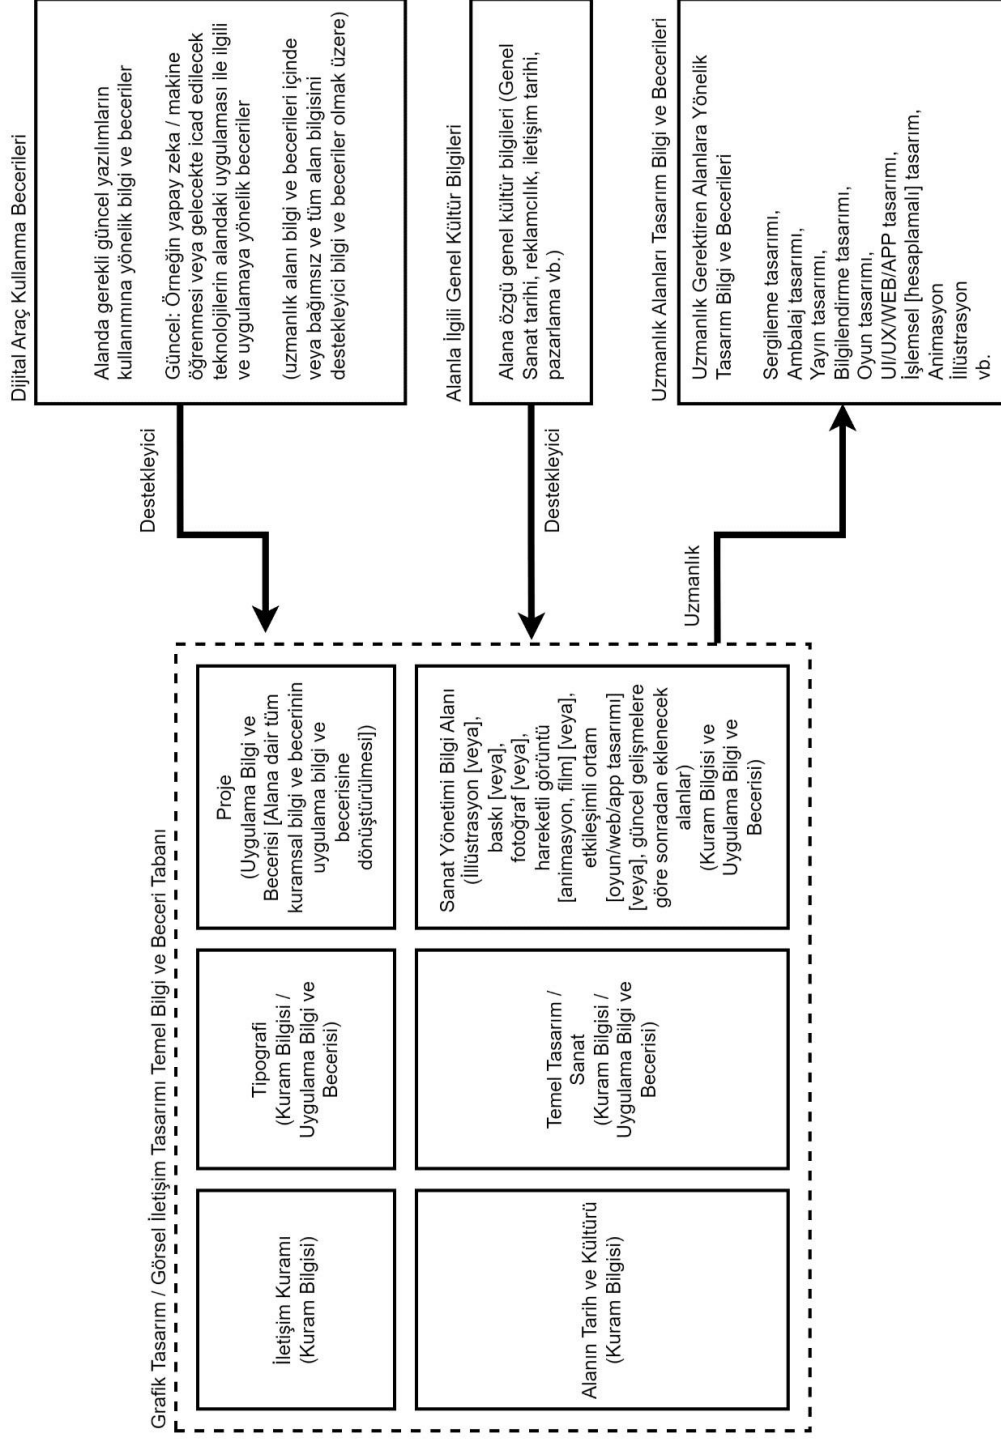 Grafik Tasarım / Görsel İletişim Tasarımı Temel Bilgi ve Beceri Tabanı
İletişim Kuramı
(Kuram Bilgisi)
Tipografi
(Kuram Bilgisi /
Uygulama Bilgi ve
Becerisi)
Proje
(Uygulama Bilgi ve
Becerisi [Alana dair tüm
kuramsal bilgi ve becerinin
uygulama bilgi ve
becerisine
dönüştürülmesi])
Alanın Tarih ve Kültürü
(Kuram Bilgisi)
Temel Tasarım /
Sanat
(Kuram Bilgisi /
Uygulama Bilgi ve
Becerisi)
Sanat Yönetimi Bilgi Alanı
(İllüstrasyon [veya],
baskı [veya],
fotoğraf [veya],
hareketli görüntü
[animasyon, film] [veya],
etkileşimli ortam
[oyun/web/app tasarımı]
[veya], güncel gelişmelere
göre sonradan eklenecek
alanlar)
(Kuram Bilgisi ve
Uygulama Bilgi ve
Becerisi)
Destekleyici
Destekleyici
Uzmanlık
Dijital Araç Kullanma Becerileri
Alanda gerekli güncel yazılımların
kullanımına yönelik bilgi ve beceriler
Güncel: Örneğin yapay zeka / makine
öğrenmesi veya gelecekte icad edilecek
teknolojilerin alandaki uygulaması ile ilgili
ve uygulamaya yönelik beceriler
(uzmanlık alanı bilgi ve becerileri içinde
veya bağımsız ve tüm alan bilgisini
destekleyici bilgi ve beceriler olmak üzere)
Alanla İlgili Genel Kültür Bilgileri
Alana özgü genel kültür bilgileri (Genel
Sanat tarihi, reklamcılık, iletişim tarihi,
pazarlama vb.)
Uzmanlık Alanları Tasarım Bilgi ve Becerileri
Uzmanlık Gerektiren Alanlara Yönelik
Tasarım Bilgi ve Becerileri
Sergileme tasarımı,
Ambalaj tasarımı,
Yayın tasarımı,
Bilgilendirme tasarımı,
Oyun tasarımı,
UI/UX/WEB/APP tasarımı,
İşlemsel [hesaplamalı] tasarım,
Animasyon
İllüstrasyon
vb.